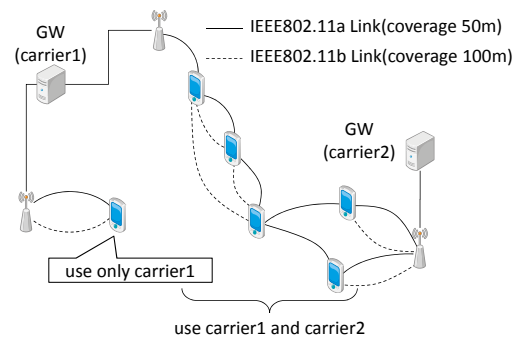 GW
(carrier1)
IEEE802.11a Link(coverage 50m)
IEEE802.11b Link(coverage 100m)
GW
(carrier2)
use only carrier1
use carrier1 and carrier2